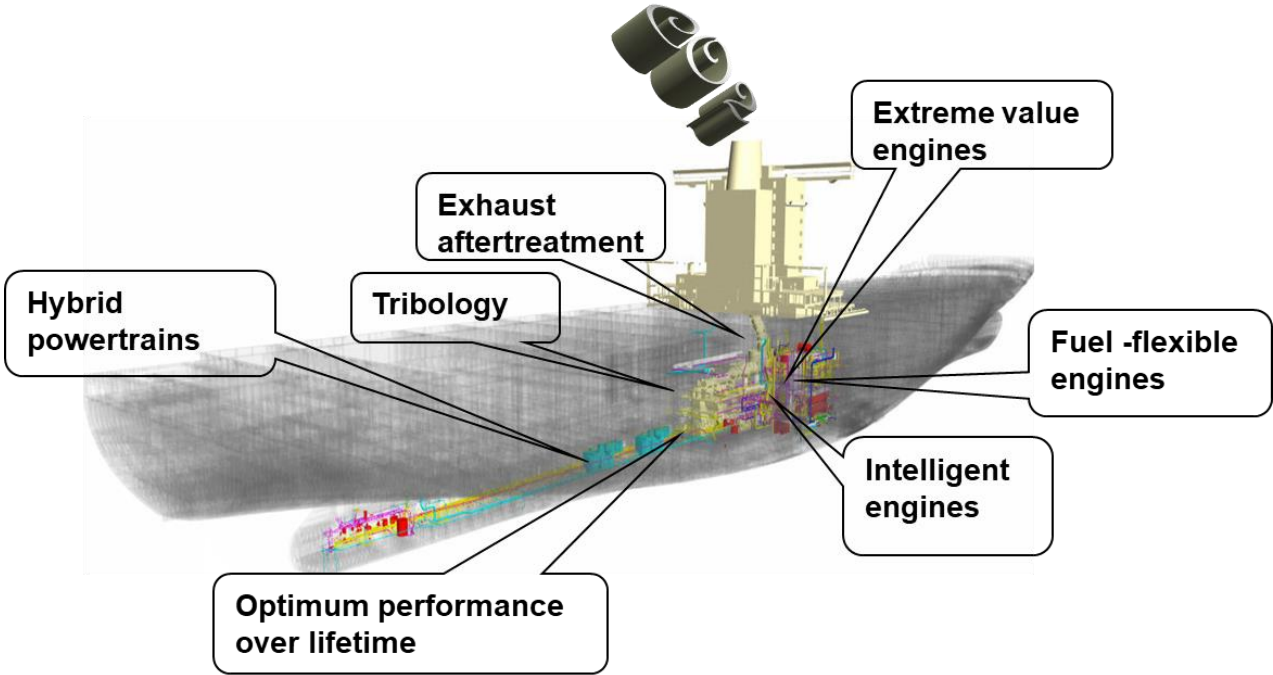 Extreme value
engines
Exhaust
aftertreatment
Tribology
Hybrid
powertrains
Fuel -flexible
engines
Intelligent
engines
Optimum performance
over lifetime